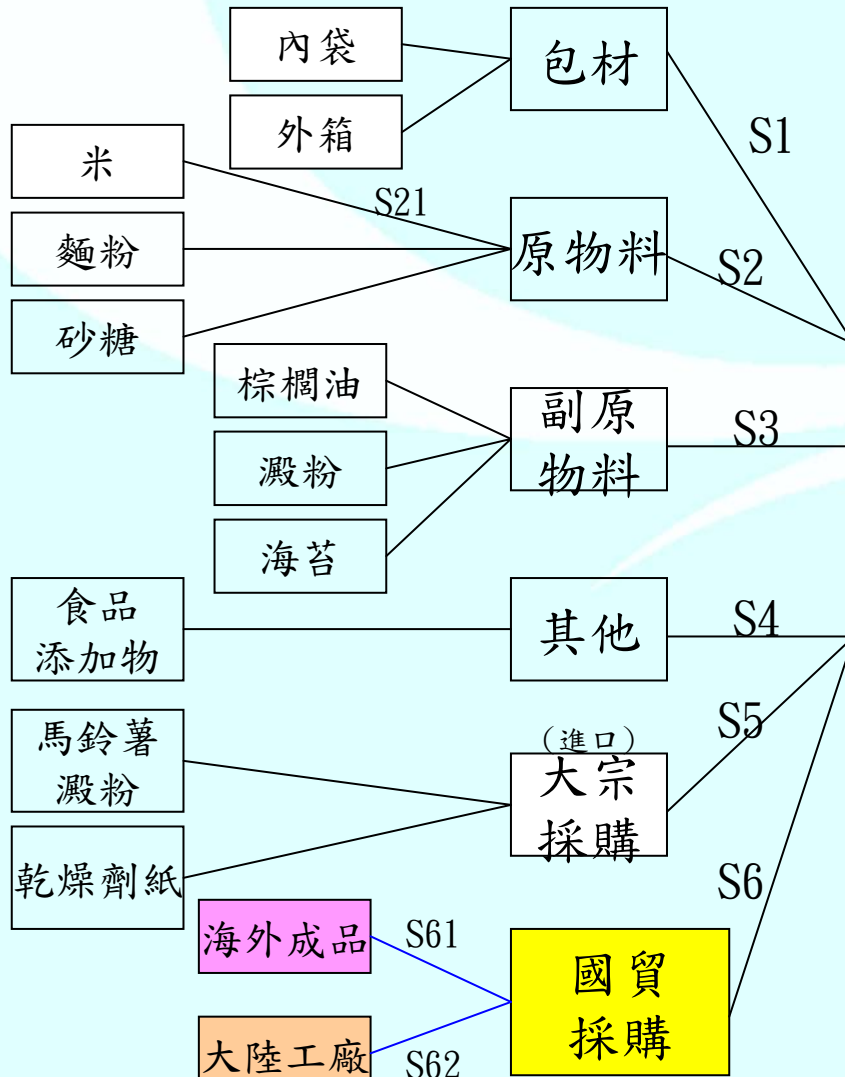 內袋
包材
外箱
S1
米
S21
麵粉
原物料
S2
砂糖
棕櫚油
副原
物料
S3
澱粉
海苔
食品
添加物
其他
S4
馬鈴薯
澱粉
(進口)
大宗
採購
S5
乾燥劑紙
S6
海外成品
S61
國貿
採購
大陸工廠
S62